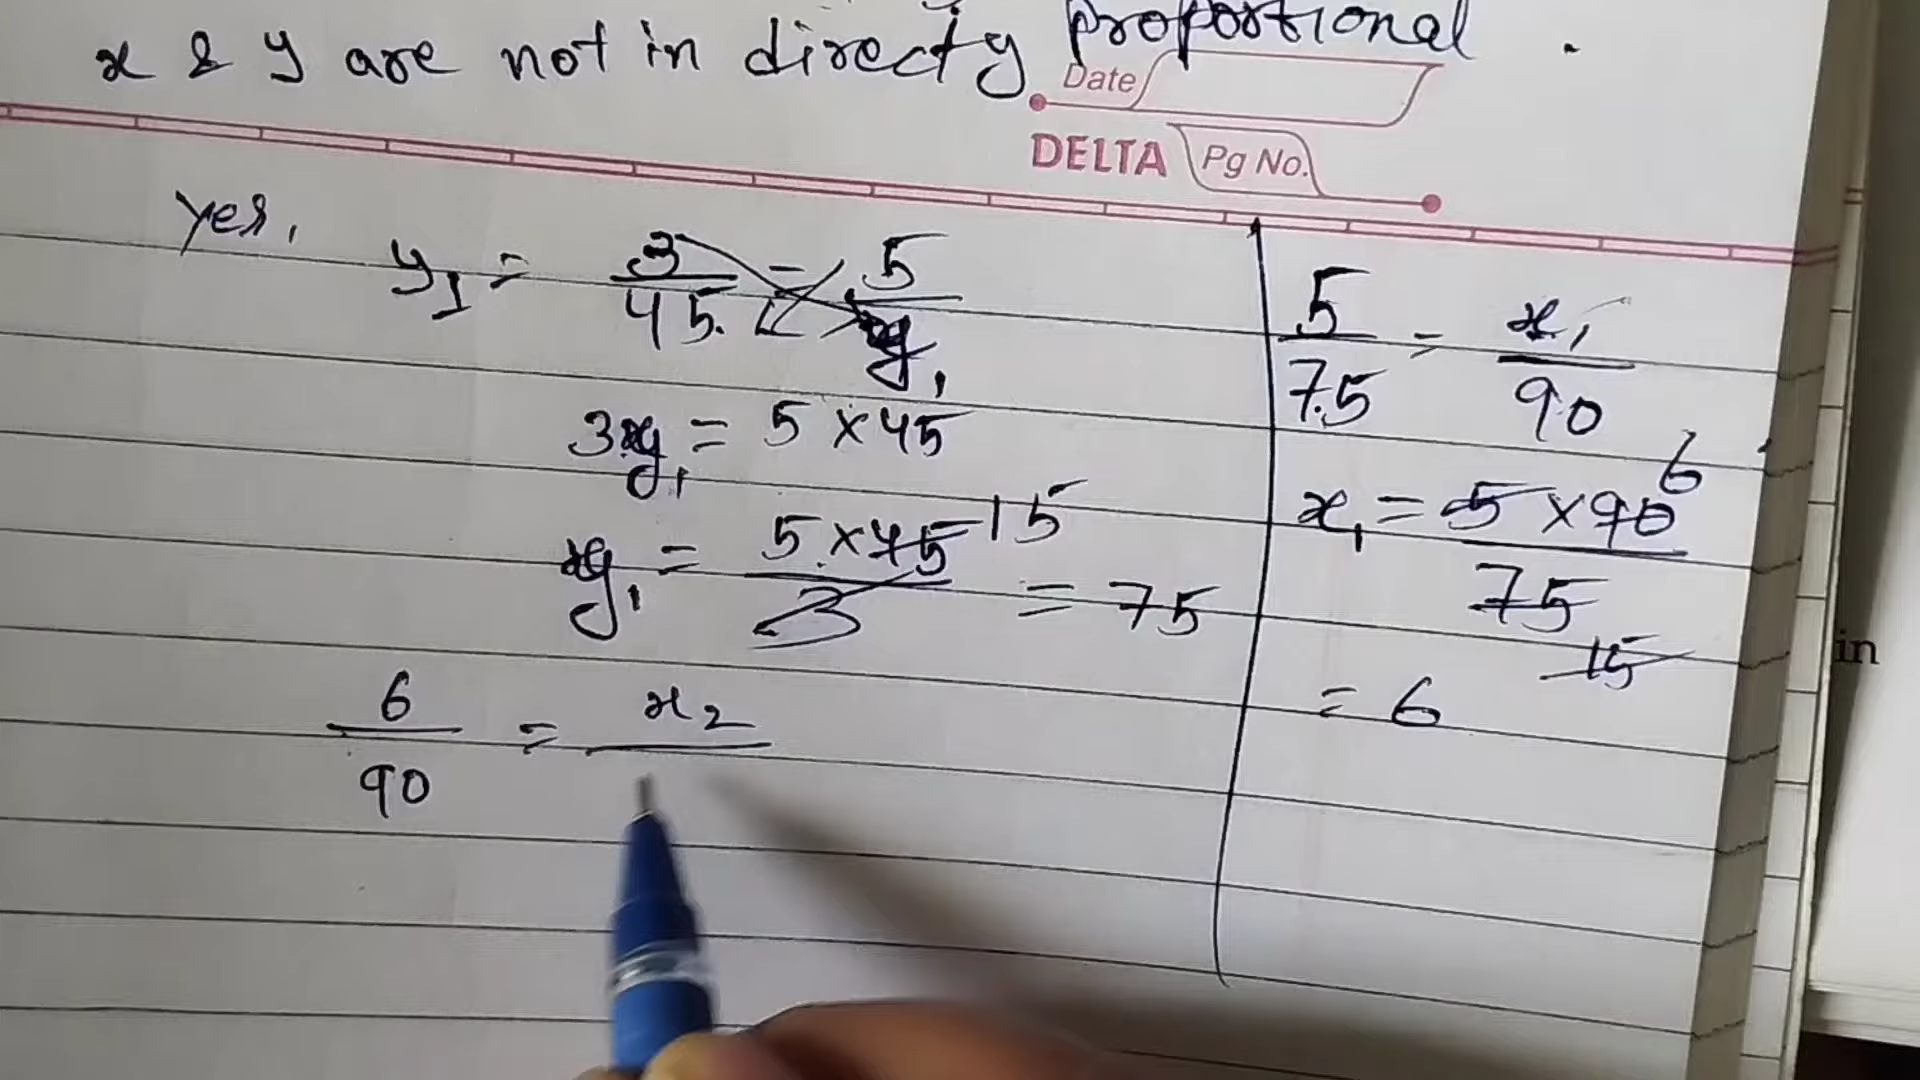 x & y are not in directy proportional .
Date
DELTA Pg No.
yes, y1 = 3/45 = 5/y1
3y1 = 5 × 45
y1 = 5 × 45 / 3 15 = 75
6/90 = x2
5/75 = x1/90
x1 = 5 × 90 / 75 6
15
= 6
in